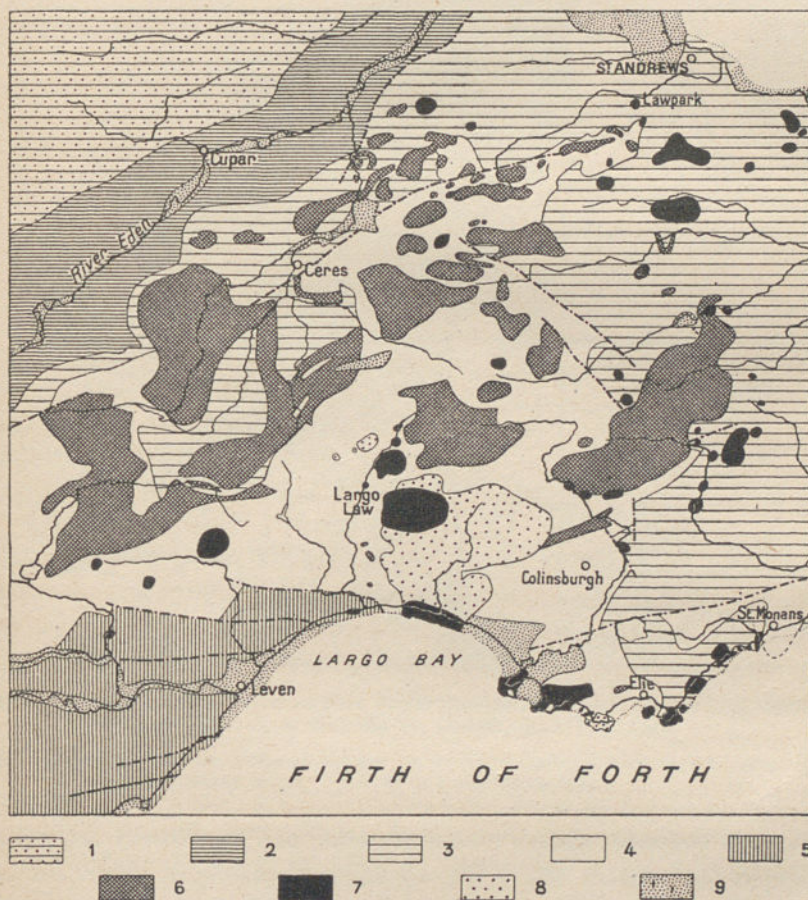 ST ANDREWS
Lawpark
Cupar
River Eden
Ceres
Largo
Law
Colinsburgh
St. Monans
LARGO BAY
Elie
Leven
FIRTH OF FORTH
1 2 3 4 5
6 7 8 9